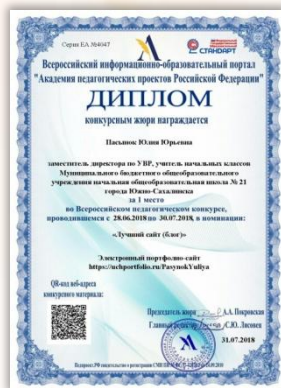 Серия ЕА №4047
СТАНДАРТ
Всероссийский информационно-образовательный портал
"Академия педагогических проектов Российской Федерации"
ДИПЛОМ
конкурсным жюри награждается
Пасынок Юлия Юрьевна
заместитель директора по УВР, учитель начальных классов
Муниципального бюджетного общеобразовательного
учреждения начальная общеобразовательная школа № 21
города Южно-Сахалинска
за 1 место
во Всероссийском педагогическом конкурсе,
проводившемся с 28.06.2018 по 30.07.2018, в номинации:
«Лучший сайт (блог)»
Электронный портфолио-сайт
https://uchportfolio.ru/PasynokYuliya
QR-код веб-адреса
конкурсного материала:
Председатель жюри А.А. Покровская
Главный редактор С.Ю. Лисовек
31.07.2018